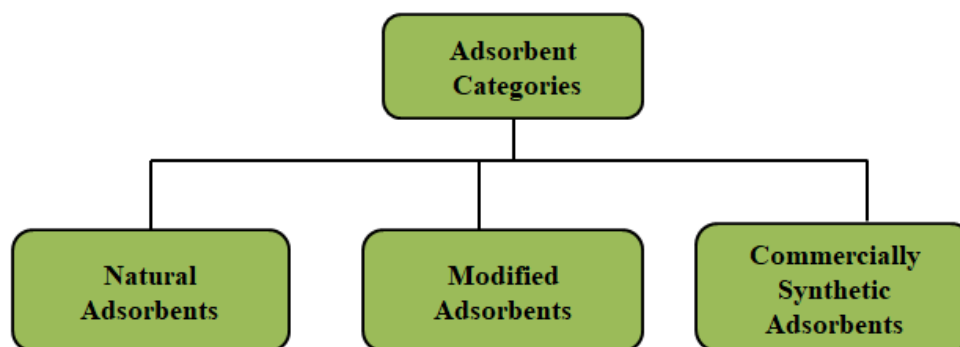 Adsorbent
Categories
Natural
Adsorbents
Modified
Adsorbents
Commercially
Synthetic
Adsorbents